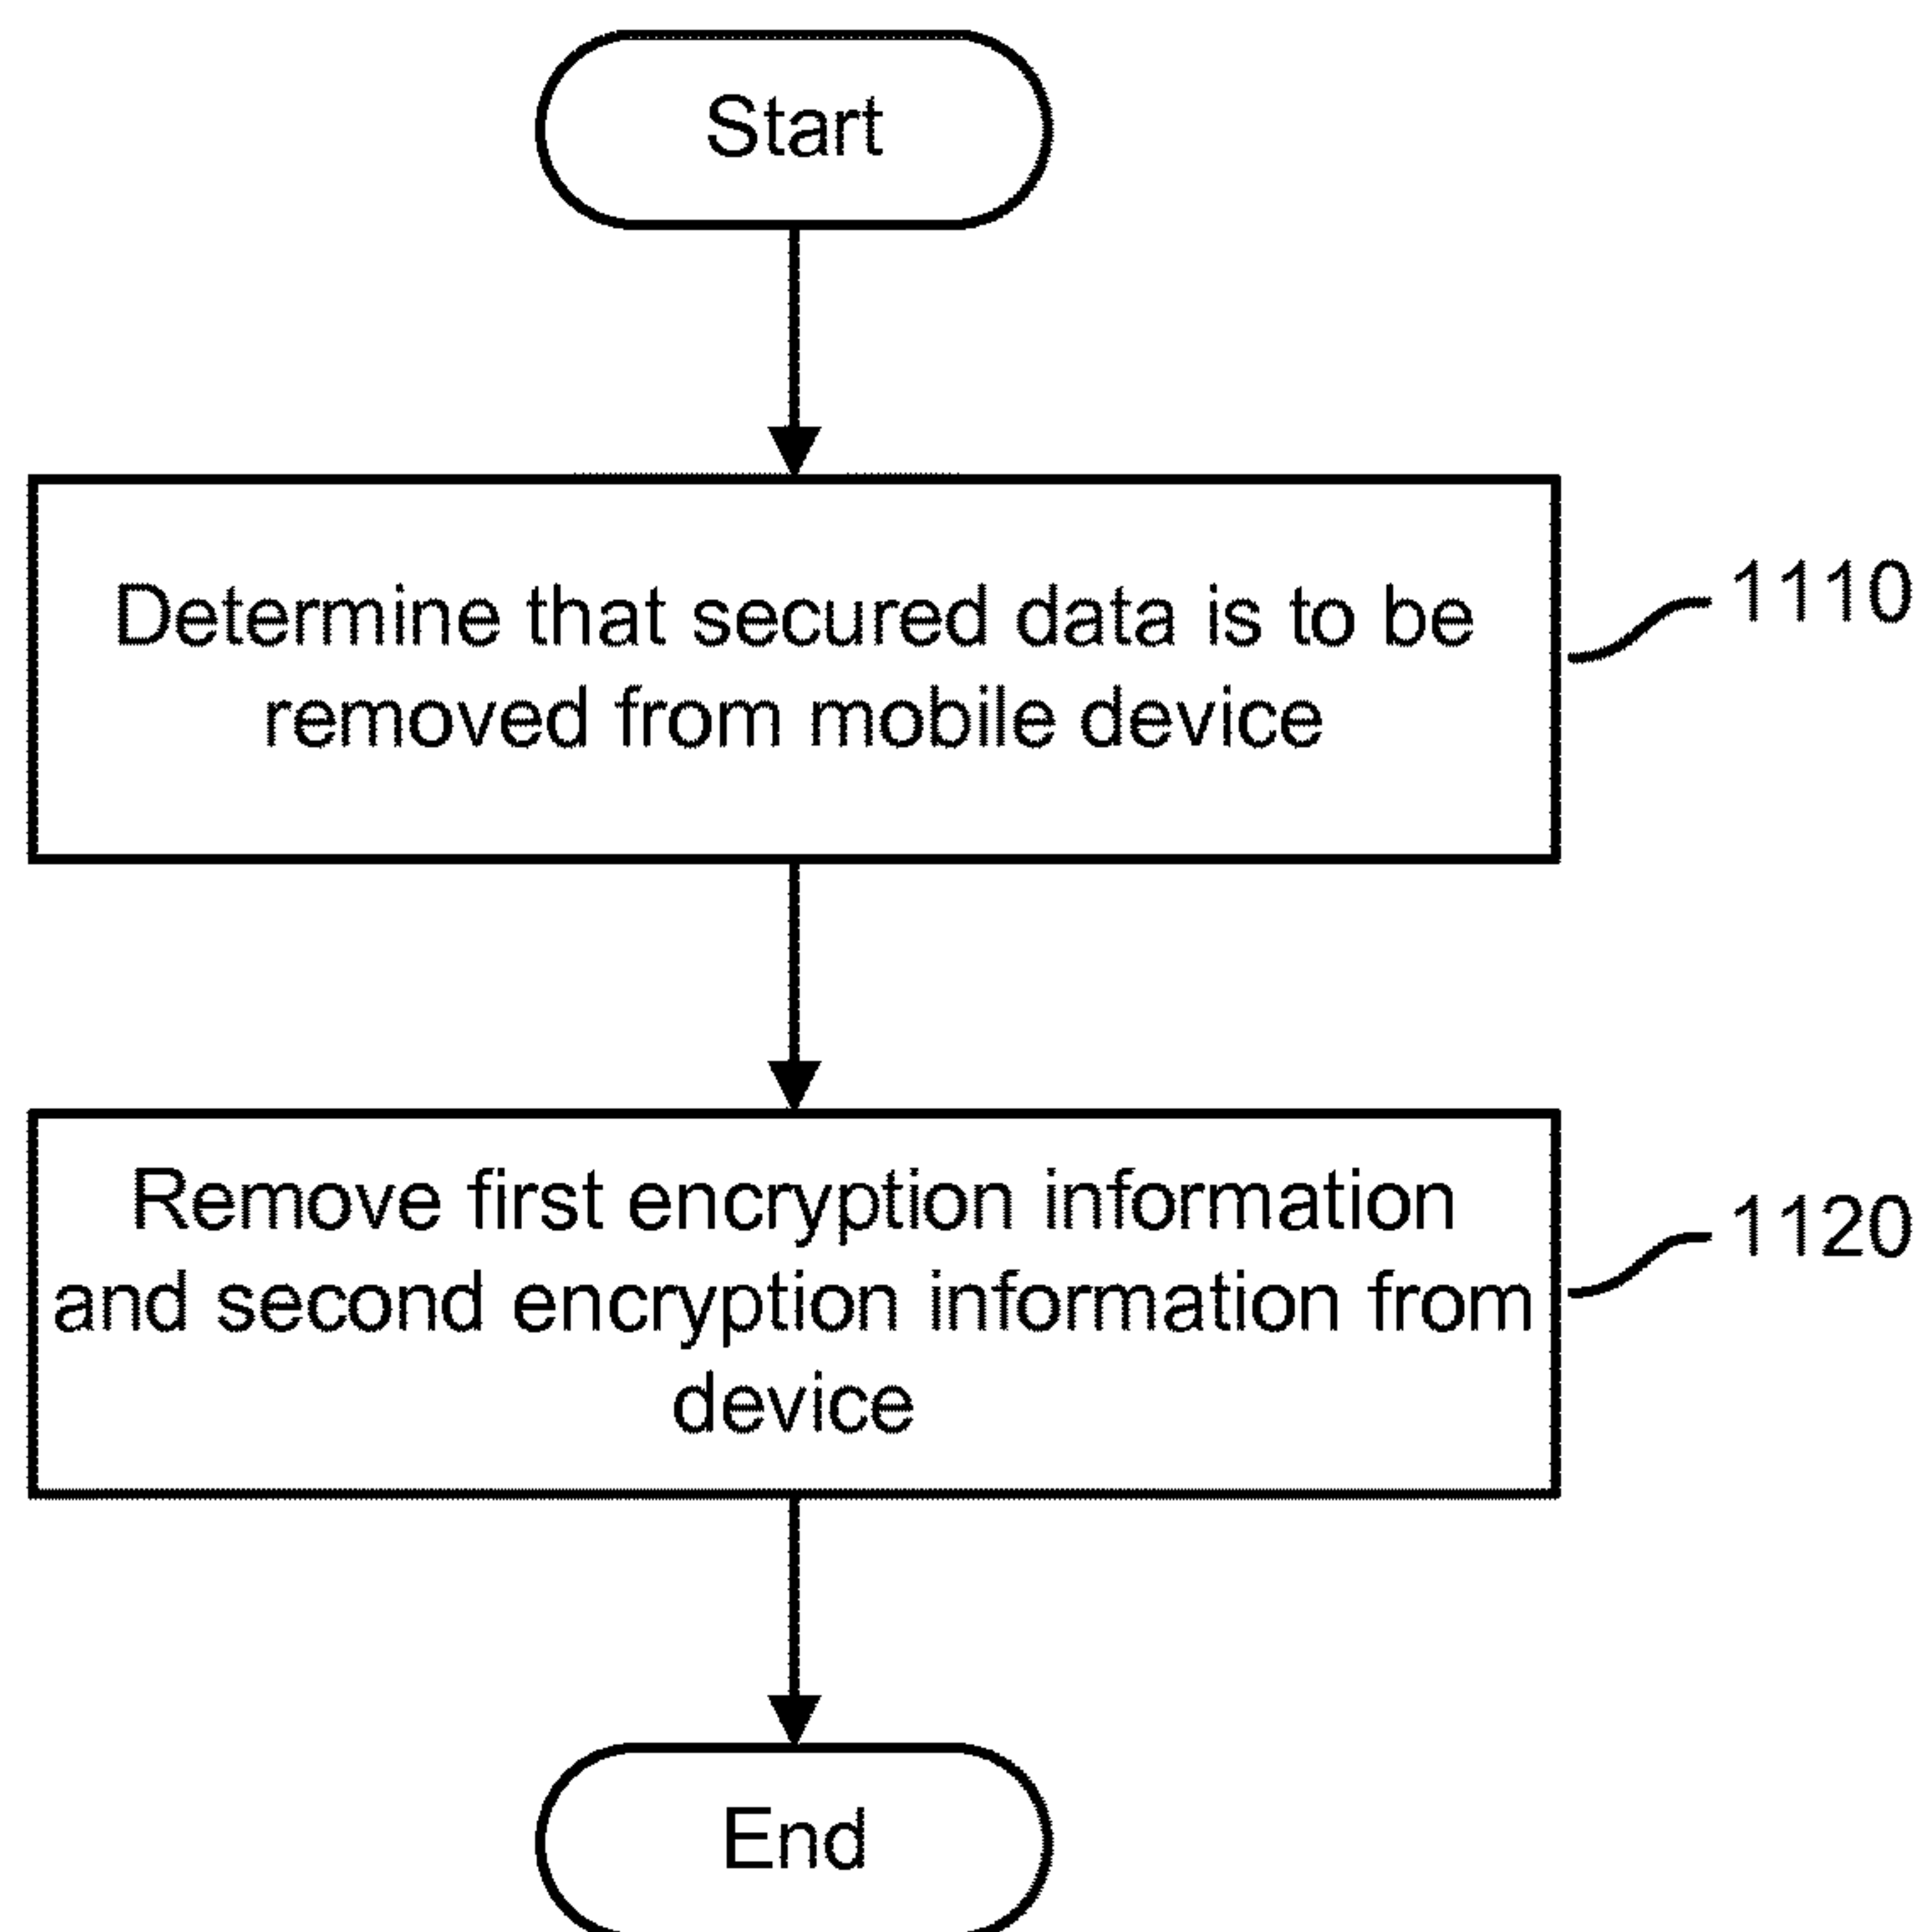 Start
Determine that secured data is to be
removed from mobile device
1110
Remove first encryption information
and second encryption information from
device
1120
End